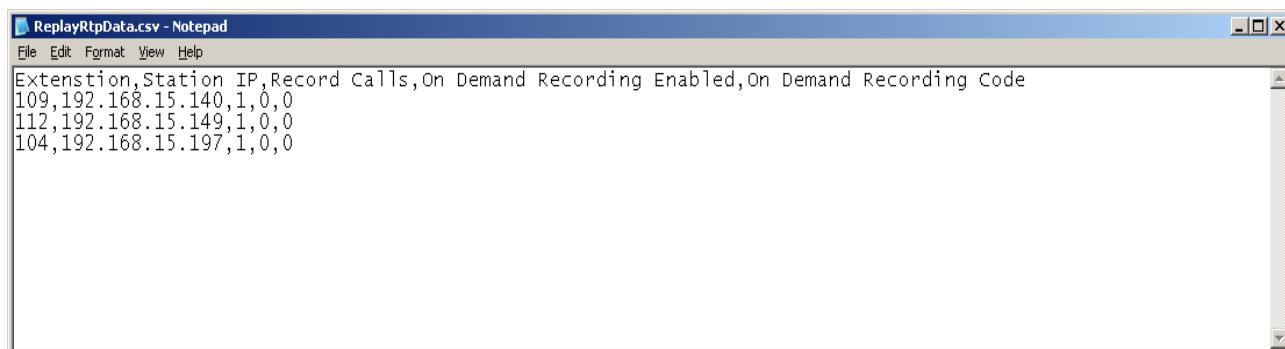 ReplayRtpData.csv - Notepad
File Edit Format View Help
Extenstion,Station IP,Record Calls,On Demand Recording Enabled,On Demand Recording Code
109,192.168.15.140,1,0,0
112,192.168.15.149,1,0,0
104,192.168.15.197,1,0,0